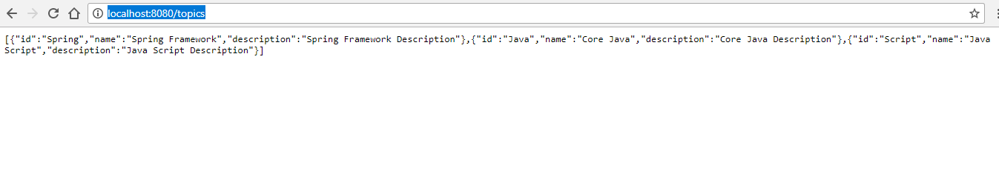 localhost:8080/topics
[{"id":"Spring","name":"Spring Framework","description":"Spring Framework Description"},{"id":"Java","name":"Core Java","description":"Core Java Description"},{"id":"Script","name":"Java
Script","description":"Java Script Description"}]